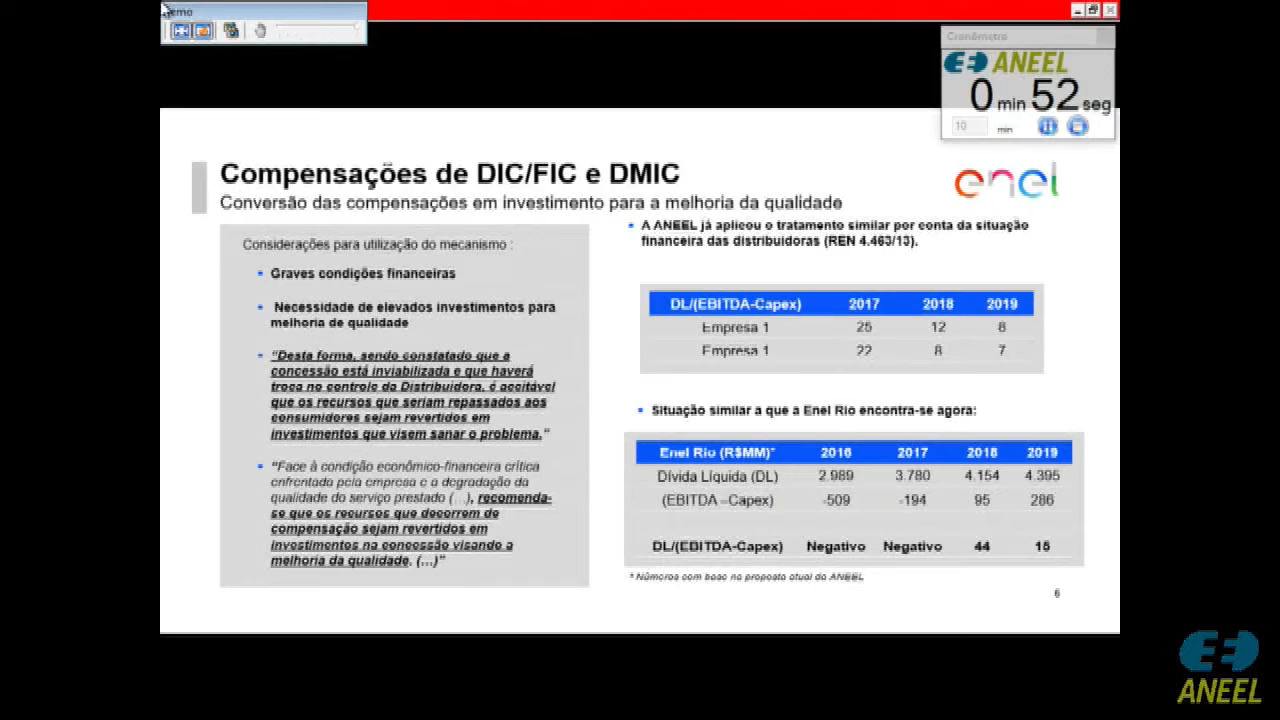 emo
Cronômetro
ANEEL
0 min 52 seg
10 min
Compensações de DIC/FIC e DMIC
Conversão das compensações em investimento para a melhoria da qualidade
enel
Considerações para utilização do mecanismo :
• Graves condições financeiras
• Necessidade de elevados investimentos para
melhoria de qualidade
• “Desta forma, sendo constatado que a
concessão está inviabilizada e que haverá
troca no controle da Distribuidora, é aceitável
que os recursos que seriam repassados aos
consumidores sejam revertidos em
investimentos que visem sanar o problema.“
• “Face à condição econômico-financeira crítica
enfrentada pela empresa e a degradação da
qualidade do serviço prestado (…), recomenda-
se que os recursos que decorrem de
compensação sejam revertidos em
investimentos na concessão visando a
melhoria da qualidade. (…)”
• A ANEEL já aplicou o tratamento similar por conta da situação
financeira das distribuidoras (REN 4.463/13).
DL/(EBITDA-Capex) 2017 2018 2019
Empresa 1 25 12 8
Empresa 1 22 8 7
• Situação similar a que a Enel Rio encontra-se agora:
Enel Rio (R$MM)* 2016 2017 2018 2019
Dívida Líquida (DL) 2.989 3.780 4.154 4.395
(EBITDA –Capex) -509 -194 95 286
DL/(EBITDA-Capex) Negativo Negativo 44 15
* Números com base na proposta atual da ANEEL
6
ANEEL